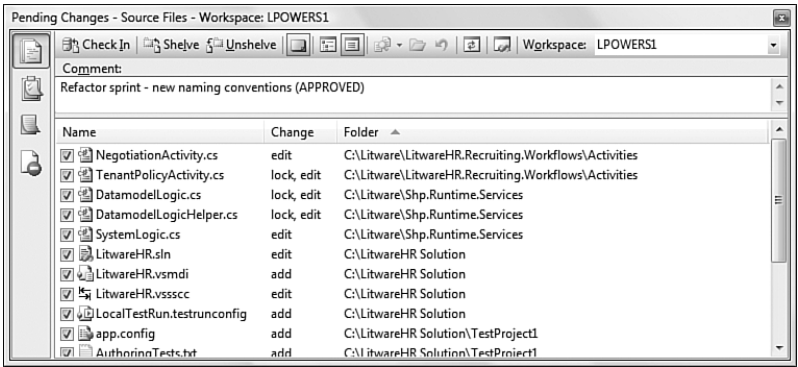 Pending Changes - Source Files - Workspace: LPOWERS1
Check In Shelve Unshelve Workspace: LPOWERS1
Comment:
Refactor sprint - new naming conventions (APPROVED)
Name Change Folder
NegotiationActivity.cs edit C:\Litware\LitwareHR.Recruiting.Workflows\Activities
TenantPolicyActivity.cs lock, edit C:\Litware\LitwareHR.Recruiting.Workflows\Activities
DatamodelLogic.cs lock, edit C:\Litware\Shp.Runtime.Services
DatamodelLogicHelper.cs lock, edit C:\Litware\Shp.Runtime.Services
SystemLogic.cs edit C:\Litware\Shp.Runtime.Services
LitwareHR.sln edit C:\LitwareHR Solution
LitwareHR.vsmdi add C:\LitwareHR Solution
LitwareHR.vssscc edit C:\LitwareHR Solution
LocalTestRun.testrunconfig add C:\LitwareHR Solution
app.config add C:\LitwareHR Solution\TestProject1
AuthoringTests.txt add C:\LitwareHR Solution\TestProject1